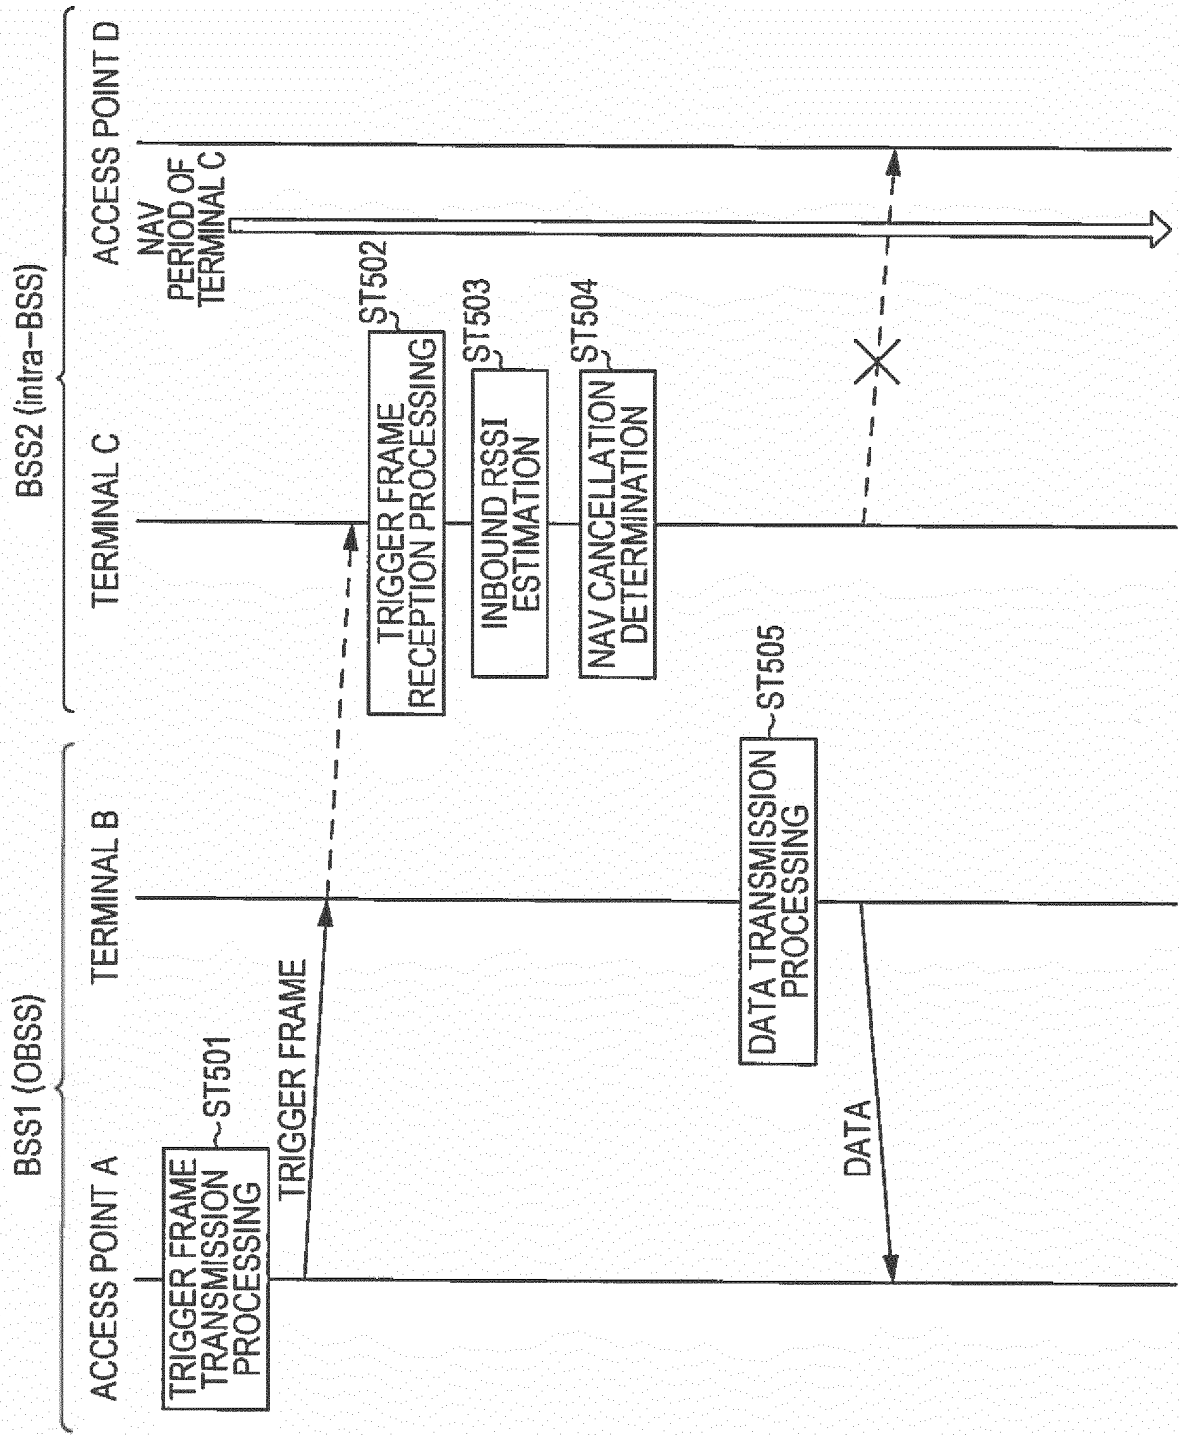 BSS1 (OBSS)
BSS2 (intra-BSS)
ACCESS POINT A
TERMINAL B
TERMINAL C
ACCESS POINT D
NAV
PERIOD OF
TERMINAL C
TRIGGER FRAME
TRANSMISSION
PROCESSING
ST501
TRIGGER FRAME
TRIGGER FRAME
RECEPTION PROCESSING
ST502
INBOUND RSSI
ESTIMATION
ST503
NAV CANCELLATION
DETERMINATION
ST504
DATA TRANSMISSION
PROCESSING
ST505
DATA